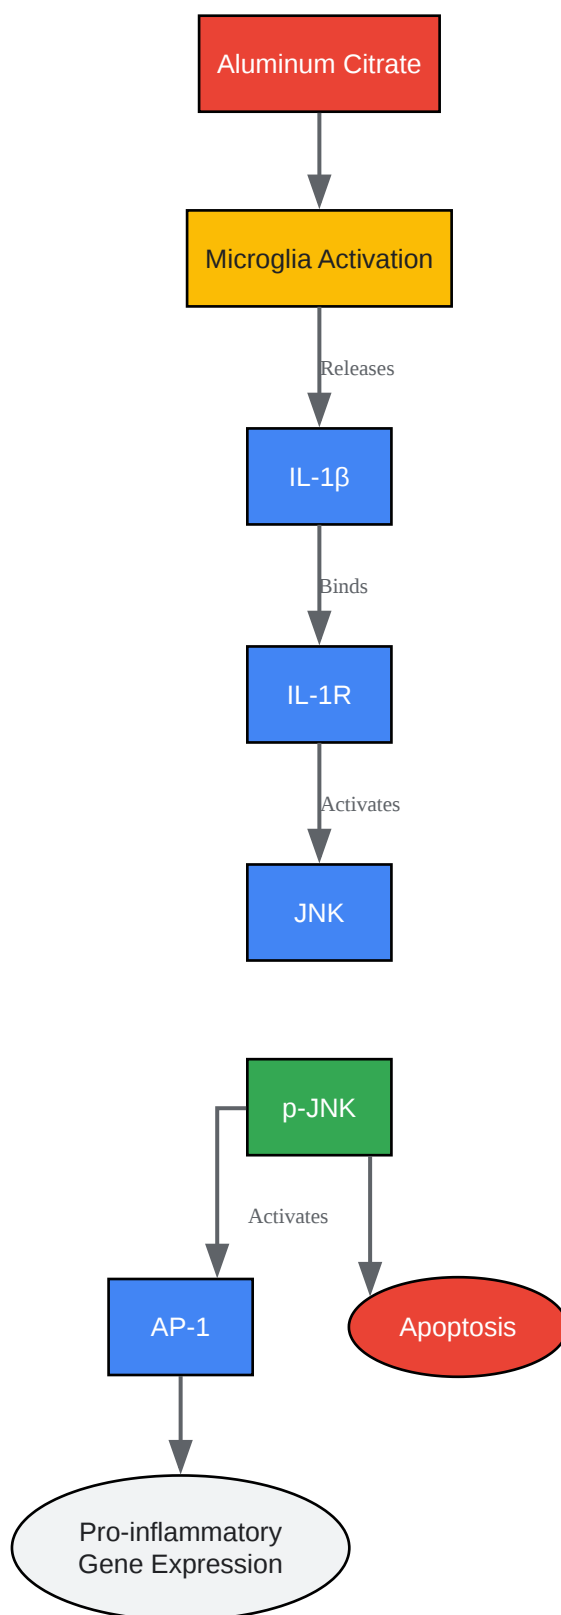 Aluminum Citrate
Microglia Activation
Releases
IL-1β
Binds
IL-1R
Activates
JNK
p-JNK
Activates
AP-1
Apoptosis
Pro-inflammatory
Gene Expression